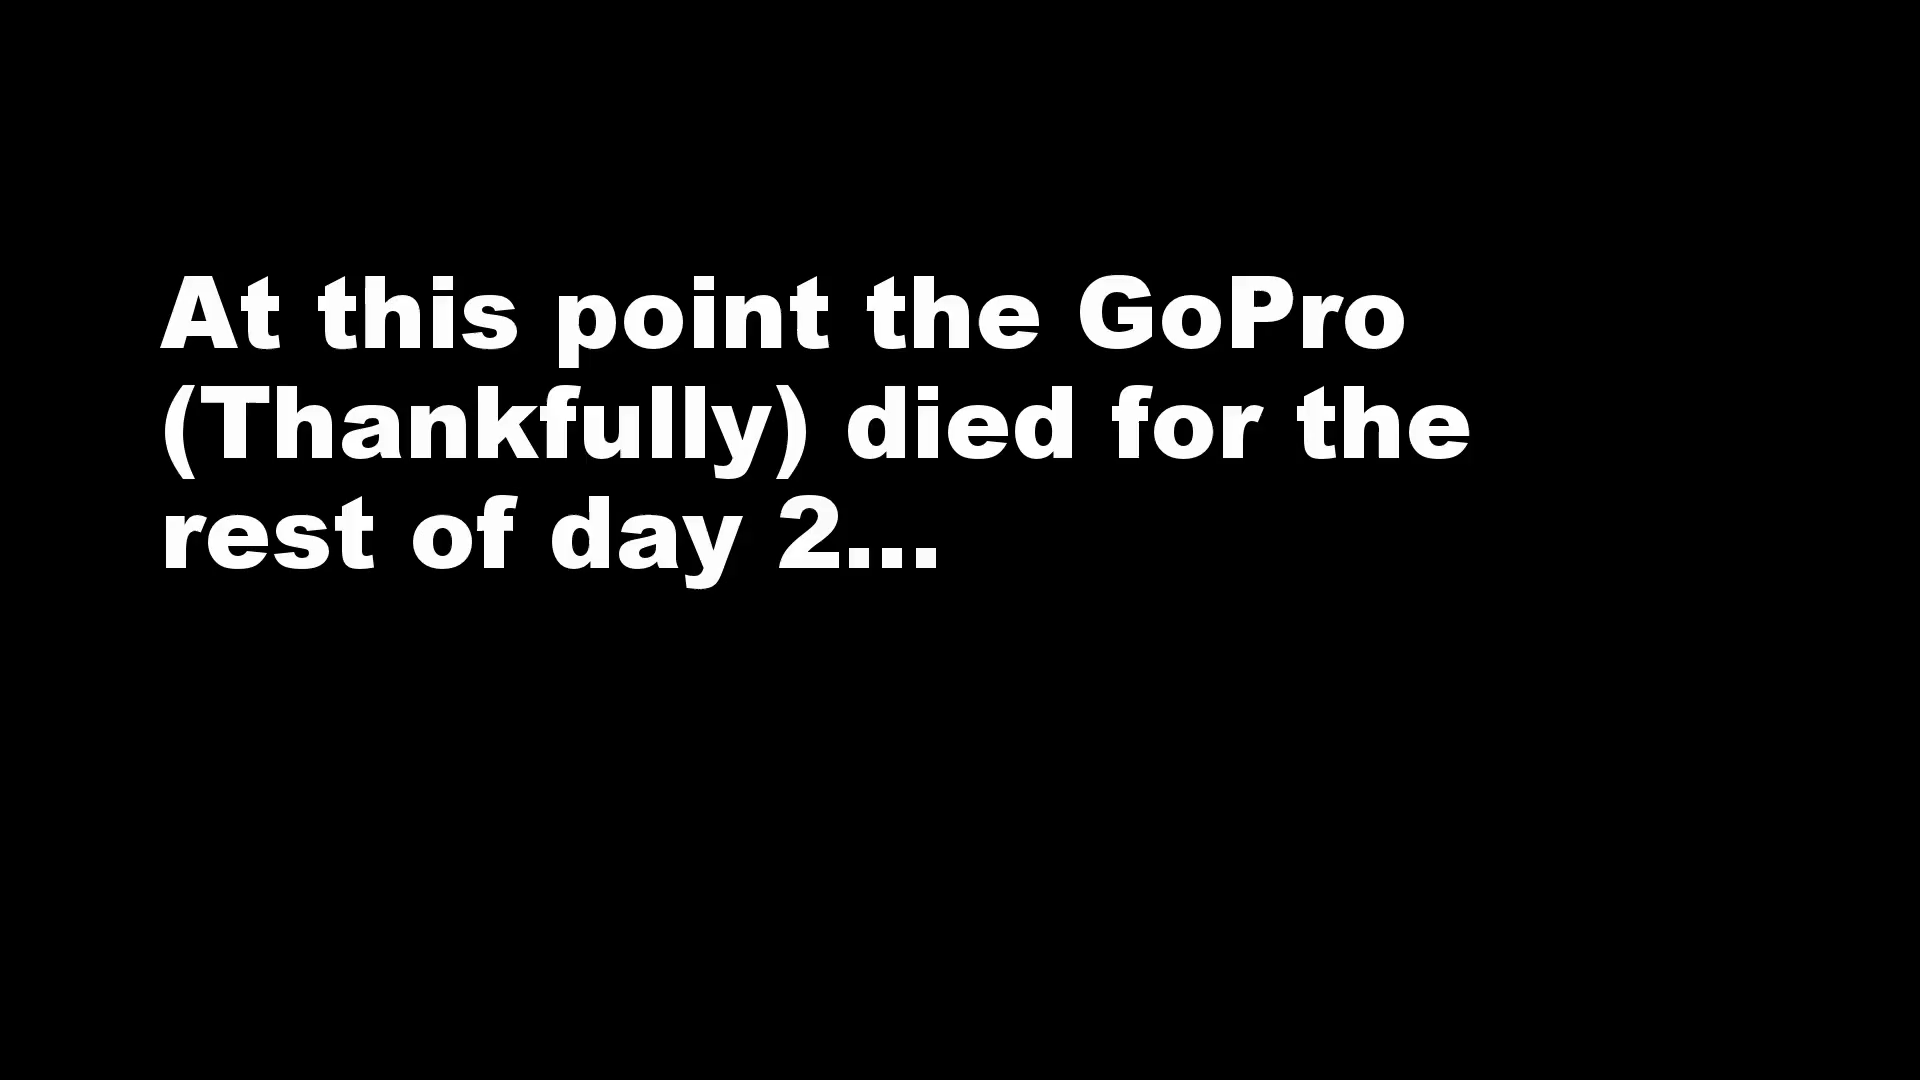 At this point the GoPro
(Thankfully) died for the
rest of day 2...